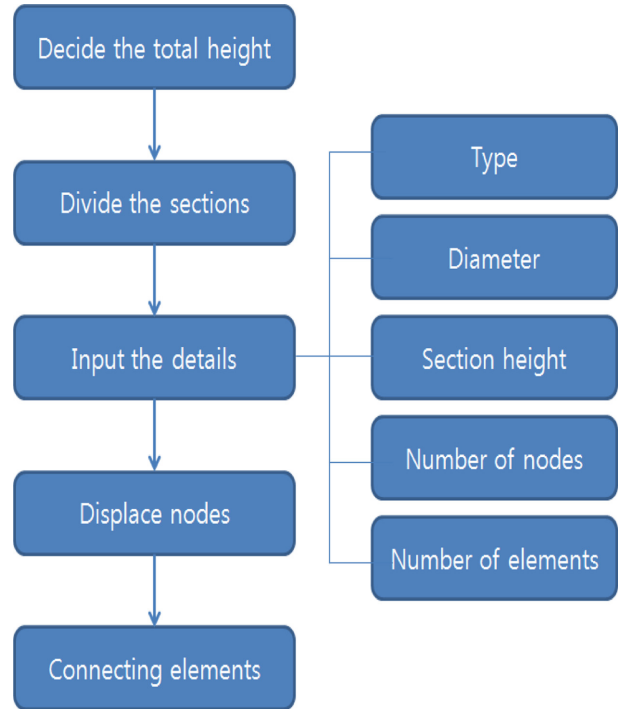 Decide the total height
Divide the sections
Input the details
Displace nodes
Connecting elements
Type
Diameter
Section height
Number of nodes
Number of elements